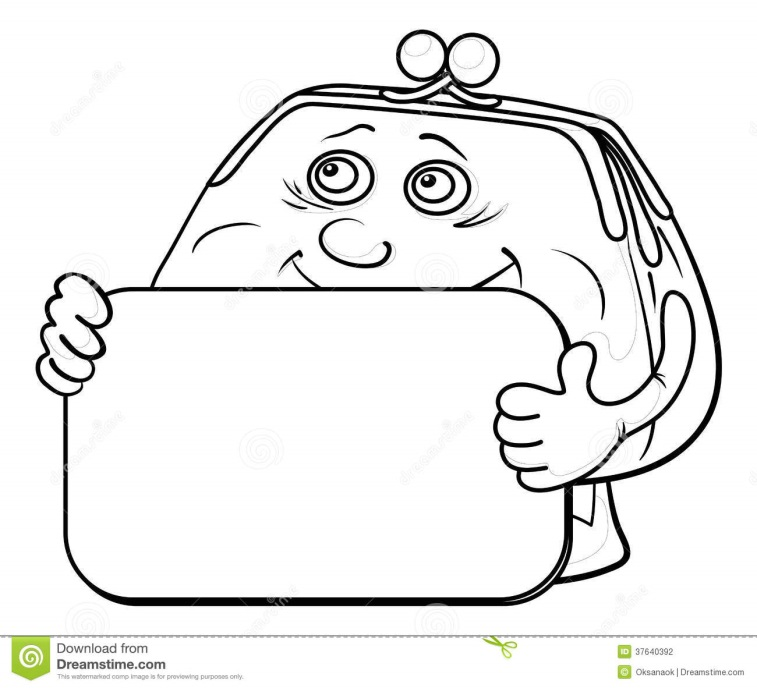 Download from
Dreamstime.com
This watermarked comp image is for previewing purposes only.
ID 37640392
© Oksanaok | Dreamstime.com